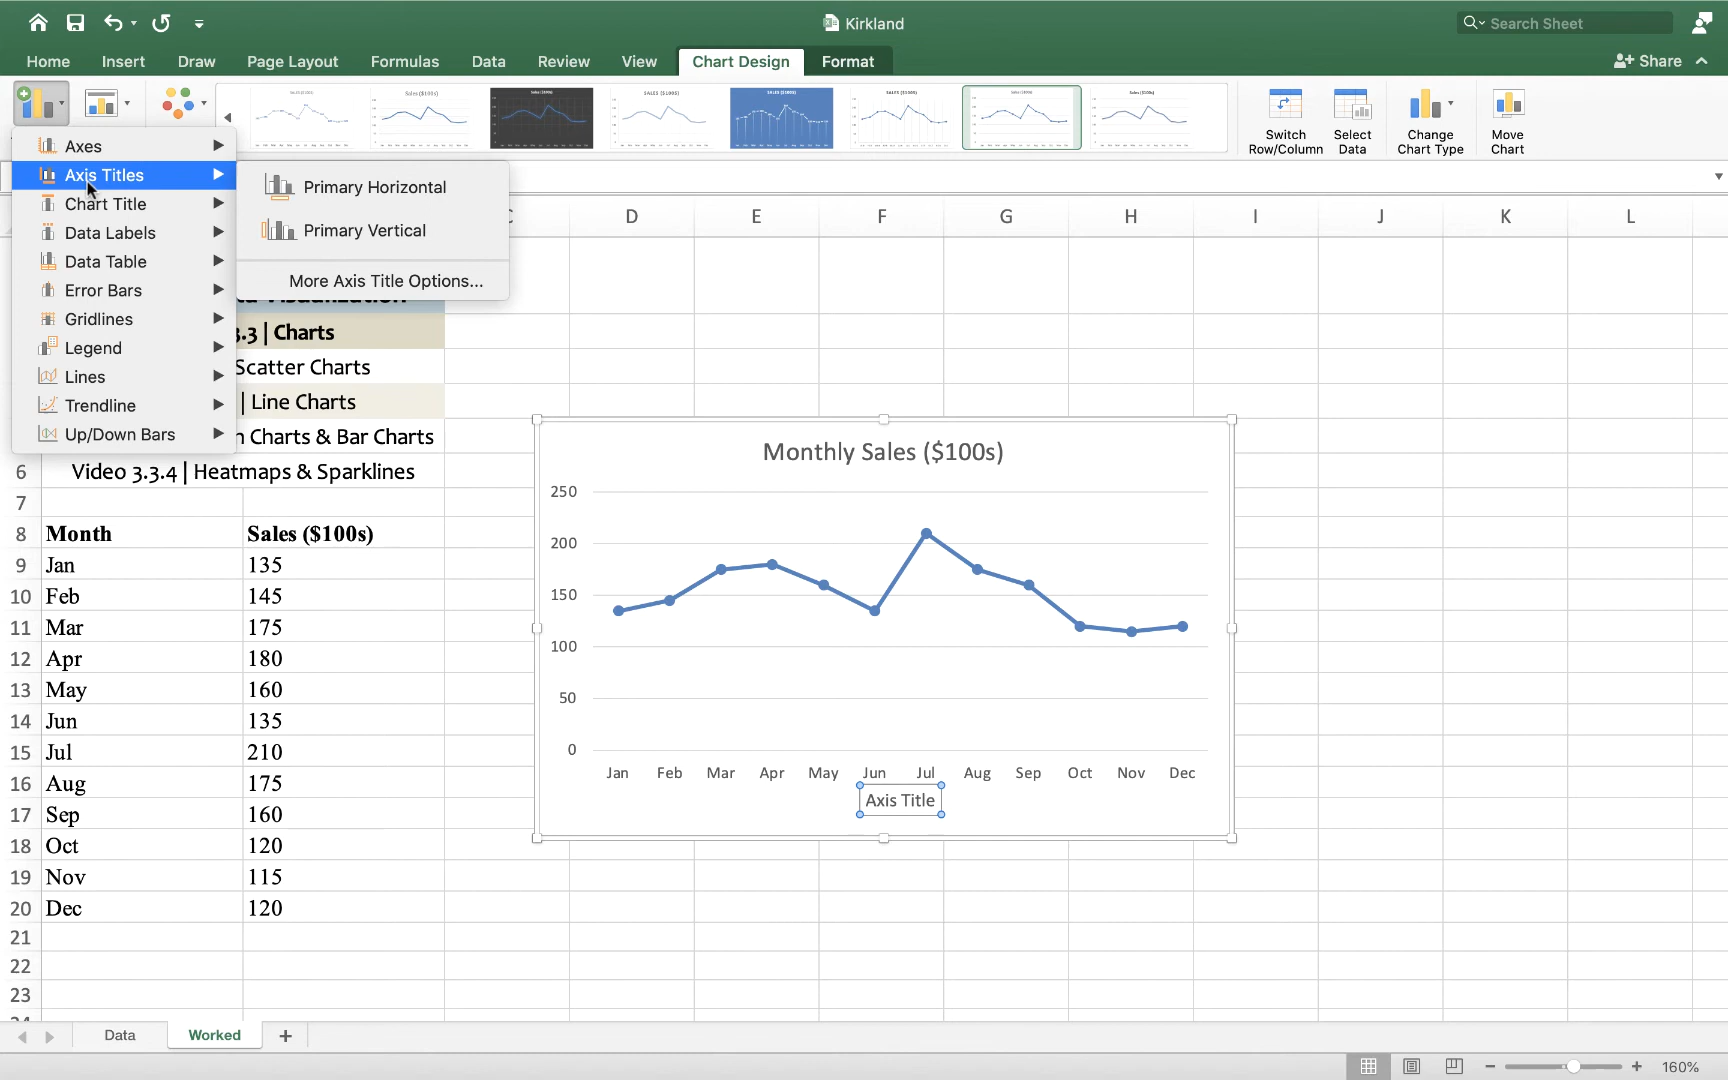 Kirkland
Search Sheet
Home Insert Draw Page Layout Formulas Data Review View Chart Design Format Share
Switch Row/Column
Select Data
Change Chart Type
Move Chart
Axes
Axis Titles
Chart Title
Data Labels
Data Table
Error Bars
Gridlines
Legend
Lines
Trendline
Up/Down Bars
Primary Horizontal
Primary Vertical
More Axis Title Options...
D E F G H I J K L
3.3 | Charts
Scatter Charts
| Line Charts
n Charts & Bar Charts
6 Video 3.3.4 | Heatmaps & Sparklines
7
8 Month Sales ($100s)
9 Jan 135
10 Feb 145
11 Mar 175
12 Apr 180
13 May 160
14 Jun 135
15 Jul 210
16 Aug 175
17 Sep 160
18 Oct 120
19 Nov 115
20 Dec 120
21
22
23
Monthly Sales ($100s)
250
200
150
100
50
0
Jan Feb Mar Apr May Jun Jul Aug Sep Oct Nov Dec
Axis Title
Data Worked
160%